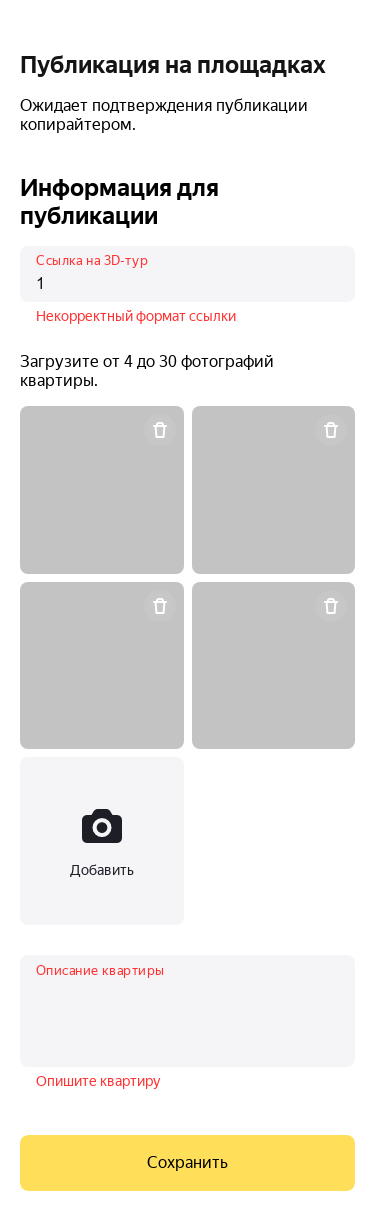 Публикация на площадках
Ожидает подтверждения публикации
копирайтером.
Информация для
публикации
Ссылка на 3D-тур
1
Некорректный формат ссылки
Загрузите от 4 до 30 фотографий
квартиры.
Добавить
Описание квартиры
Опишите квартиру
Сохранить